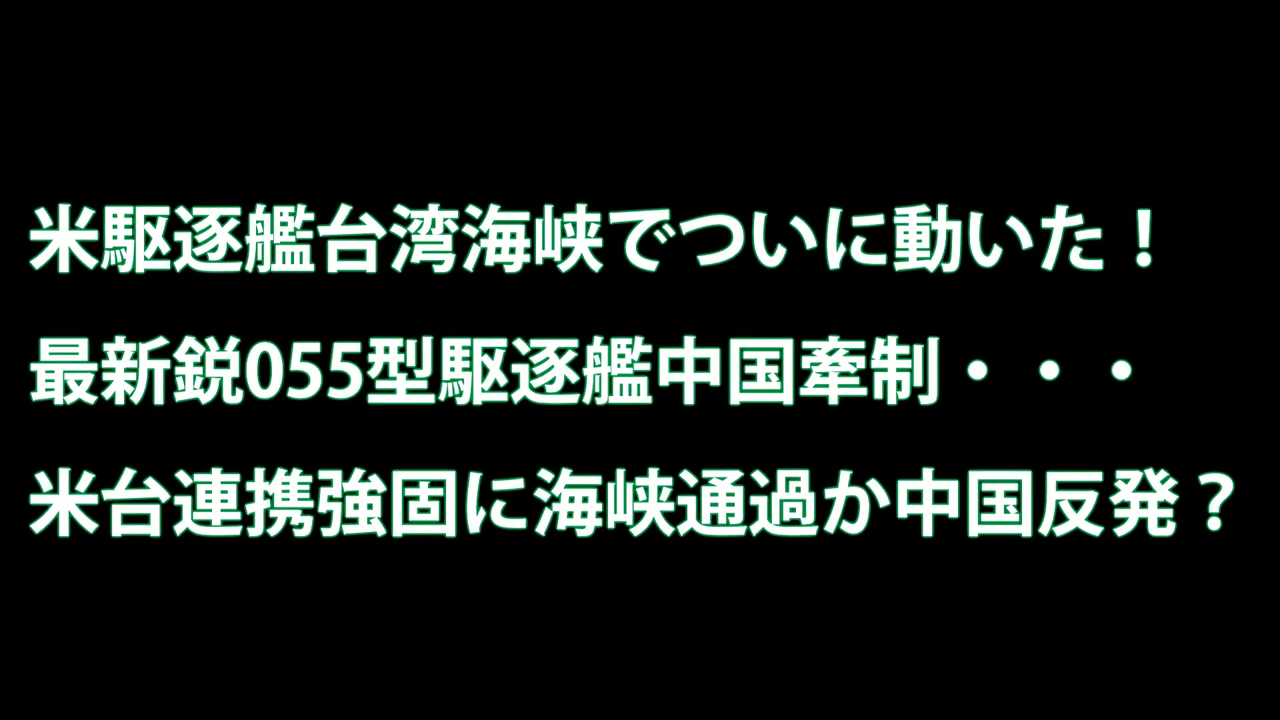 米駆逐艦台湾海峡でついに動いた！
最新鋭055型駆逐艦中国牽制・・・
米台連携強固に海峡通過か中国反発？